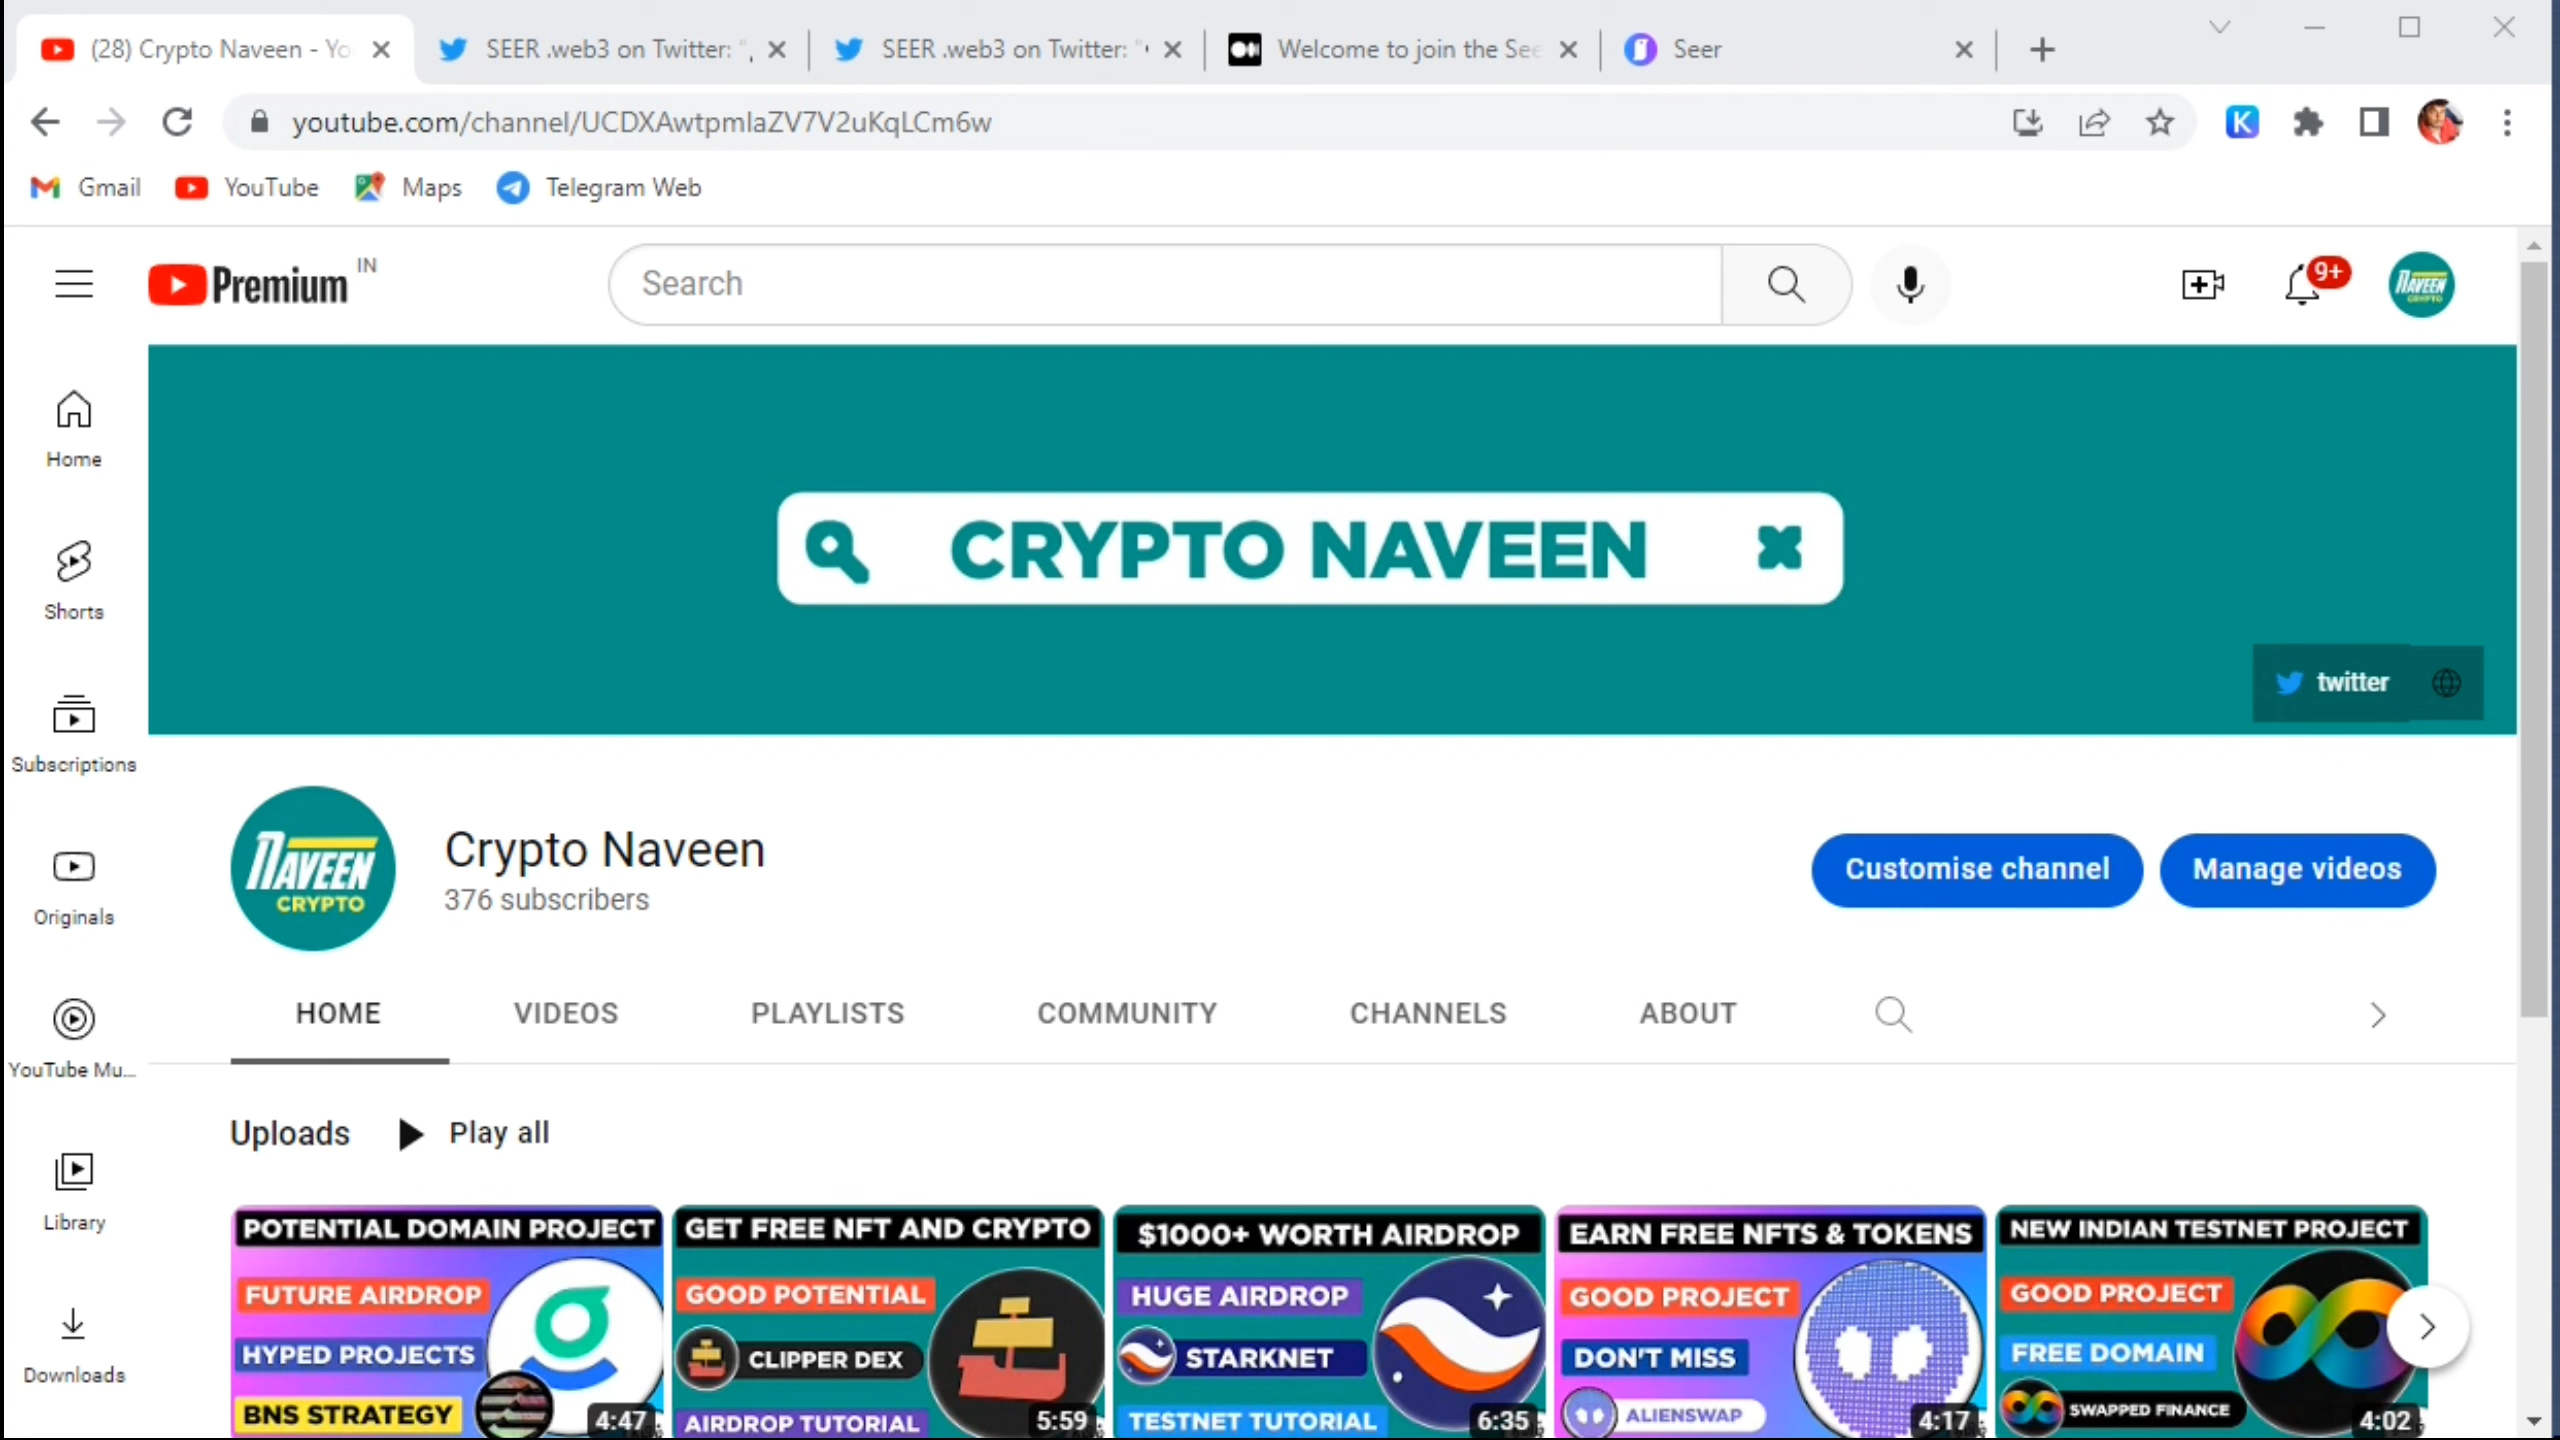 (28) Crypto Naveen - Yo
SEER .web3 on Twitter: "
SEER .web3 on Twitter: "
Welcome to join the See
Seer
youtube.com/channel/UCDXAwtpmlaZV7V2uKqLCm6w
K
Gmail
YouTube
Maps
Telegram Web
Premium IN
Search
9+
NAVEEN
CRYPTO
CRYPTO NAVEEN
twitter
Home
Shorts
Subscriptions
Originals
YouTube Mu...
Library
Downloads
NAVEEN
CRYPTO
Crypto Naveen
376 subscribers
Customise channel
Manage videos
HOME
VIDEOS
PLAYLISTS
COMMUNITY
CHANNELS
ABOUT
Uploads
Play all
POTENTIAL DOMAIN PROJECT
FUTURE AIRDROP
HYPED PROJECTS
BNS STRATEGY
4:47
GET FREE NFT AND CRYPTO
GOOD POTENTIAL
CLIPPER DEX
AIRDROP TUTORIAL
5:59
$1000+ WORTH AIRDROP
HUGE AIRDROP
STARKNET
TESTNET TUTORIAL
6:35
EARN FREE NFTS & TOKENS
GOOD PROJECT
DON'T MISS
ALIENSWAP
4:17
NEW INDIAN TESTNET PROJECT
GOOD PROJECT
FREE DOMAIN
SWAPPED FINANCE
4:02